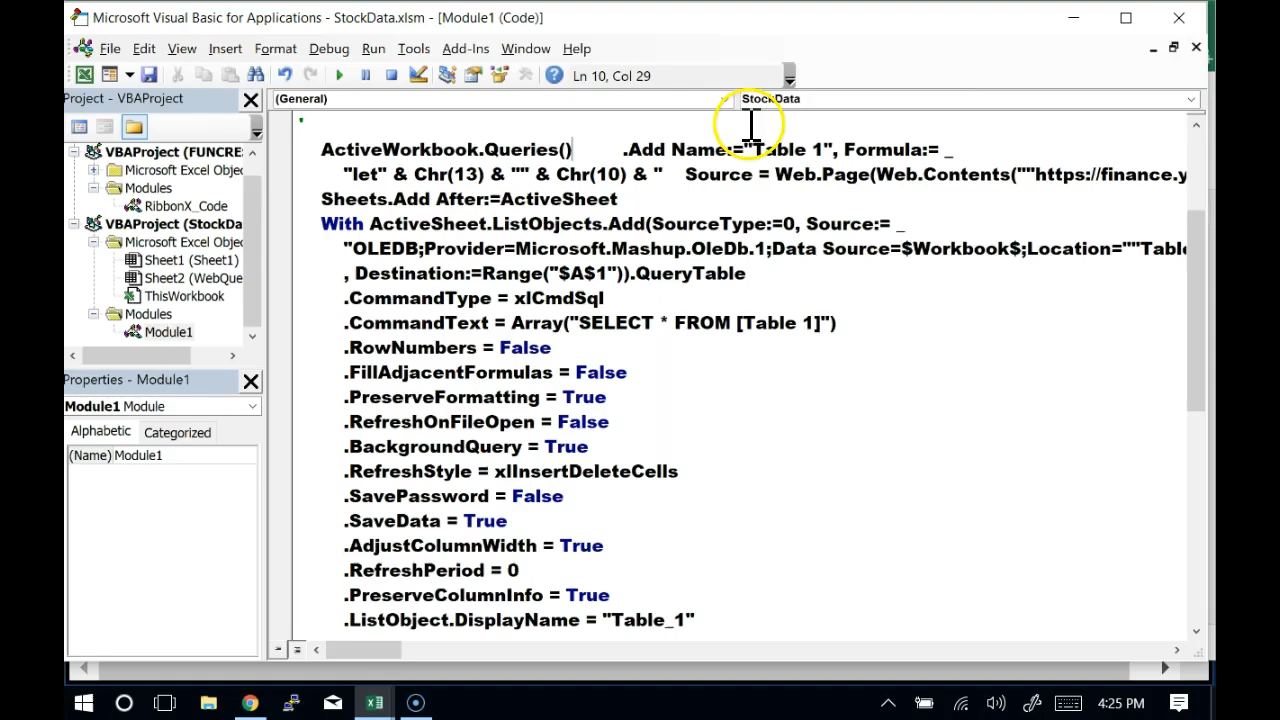 Microsoft Visual Basic for Applications - StockData.xlsm - [Module1 (Code)]
File Edit View Insert Format Debug Run Tools Add-Ins Window Help
Ln 10, Col 29
Project - VBAProject
(General)
StockData
VBAProject (FUNCRE
Microsoft Excel Objec
Modules
RibbonX_Code
VBAProject (StockDa
Microsoft Excel Objec
Sheet1 (Sheet1)
Sheet2 (WebQue
ThisWorkbook
Modules
Module1
Properties - Module1
Module1 Module
Alphabetic Categorized
(Name) Module1
ActiveWorkbook.Queries() .Add Name:="Table 1", Formula:= _
"let" & Chr(13) & "" & Chr(10) & " Source = Web.Page(Web.Contents(""https://finance.y
Sheets.Add After:=ActiveSheet
With ActiveSheet.ListObjects.Add(SourceType:=0, Source:= _
"OLEDB;Provider=Microsoft.Mashup.OleDb.1;Data Source=$Workbook$;Location=""Table
, Destination:=Range("$A$1")).QueryTable
.CommandType = xlCmdSql
.CommandText = Array("SELECT * FROM [Table 1]")
.RowNumbers = False
.FillAdjacentFormulas = False
.PreserveFormatting = True
.RefreshOnFileOpen = False
.BackgroundQuery = True
.RefreshStyle = xlInsertDeleteCells
.SavePassword = False
.SaveData = True
.AdjustColumnWidth = True
.RefreshPeriod = 0
.PreserveColumnInfo = True
.ListObject.DisplayName = "Table_1"
4:25 PM